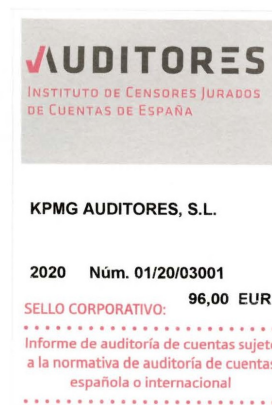 AUDITORES
INSTITUTO DE CENSORES JURADOS
DE CUENTAS DE ESPAÑA
KPMG AUDITORES, S.L.
2020 Núm. 01/20/03001
96,00 EUR
SELLO CORPORATIVO:
Informe de auditoría de cuentas sujeto
a la normativa de auditoría de cuentas
española o internacional